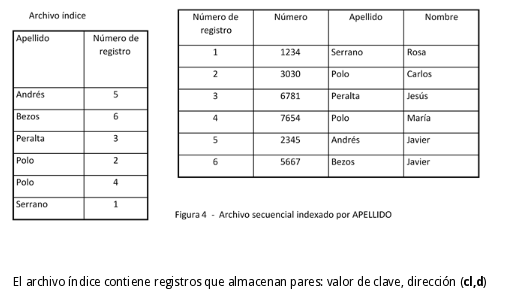 Archivo índice
Apellido Número de registro
Andrés 5
Bezos 6
Peralta 3
Polo 2
Polo 4
Serrano 1
Número de registro Número Apellido Nombre
1 1234 Serrano Rosa
2 3030 Polo Carlos
3 6781 Peralta Jesús
4 7654 Polo María
5 2345 Andrés Javier
6 5667 Bezos Javier
Figura 4 - Archivo secuencial indexado por APELLIDO
El archivo índice contiene registros que almacenan pares: valor de clave, dirección (cl,d)